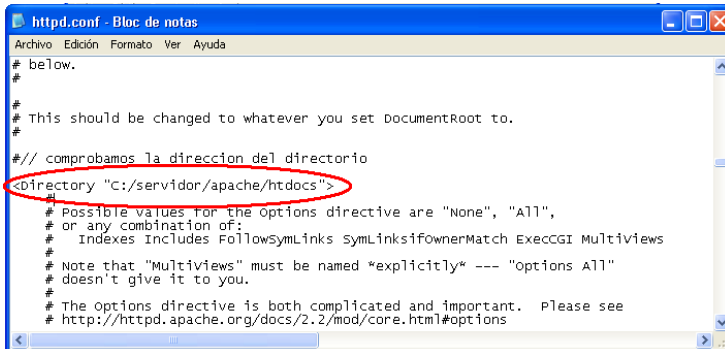 httpd.conf - Bloc de notas
Archivo Edición Formato Ver Ayuda
# below.
#
#
# This should be changed to whatever you set DocumentRoot to.
#
#// comprobamos la direccion del directorio
<Directory "C:/servidor/apache/htdocs">
#
# Possible values for the Options directive are "None", "All",
# or any combination of:
# Indexes Includes FollowSymLinks SymLinksifOwnerMatch ExecCGI MultiViews
#
# Note that "MultiViews" must be named *explicitly* --- "Options All"
# doesn't give it to you.
#
# The Options directive is both complicated and important. Please see
# http://httpd.apache.org/docs/2.2/mod/core.html#options